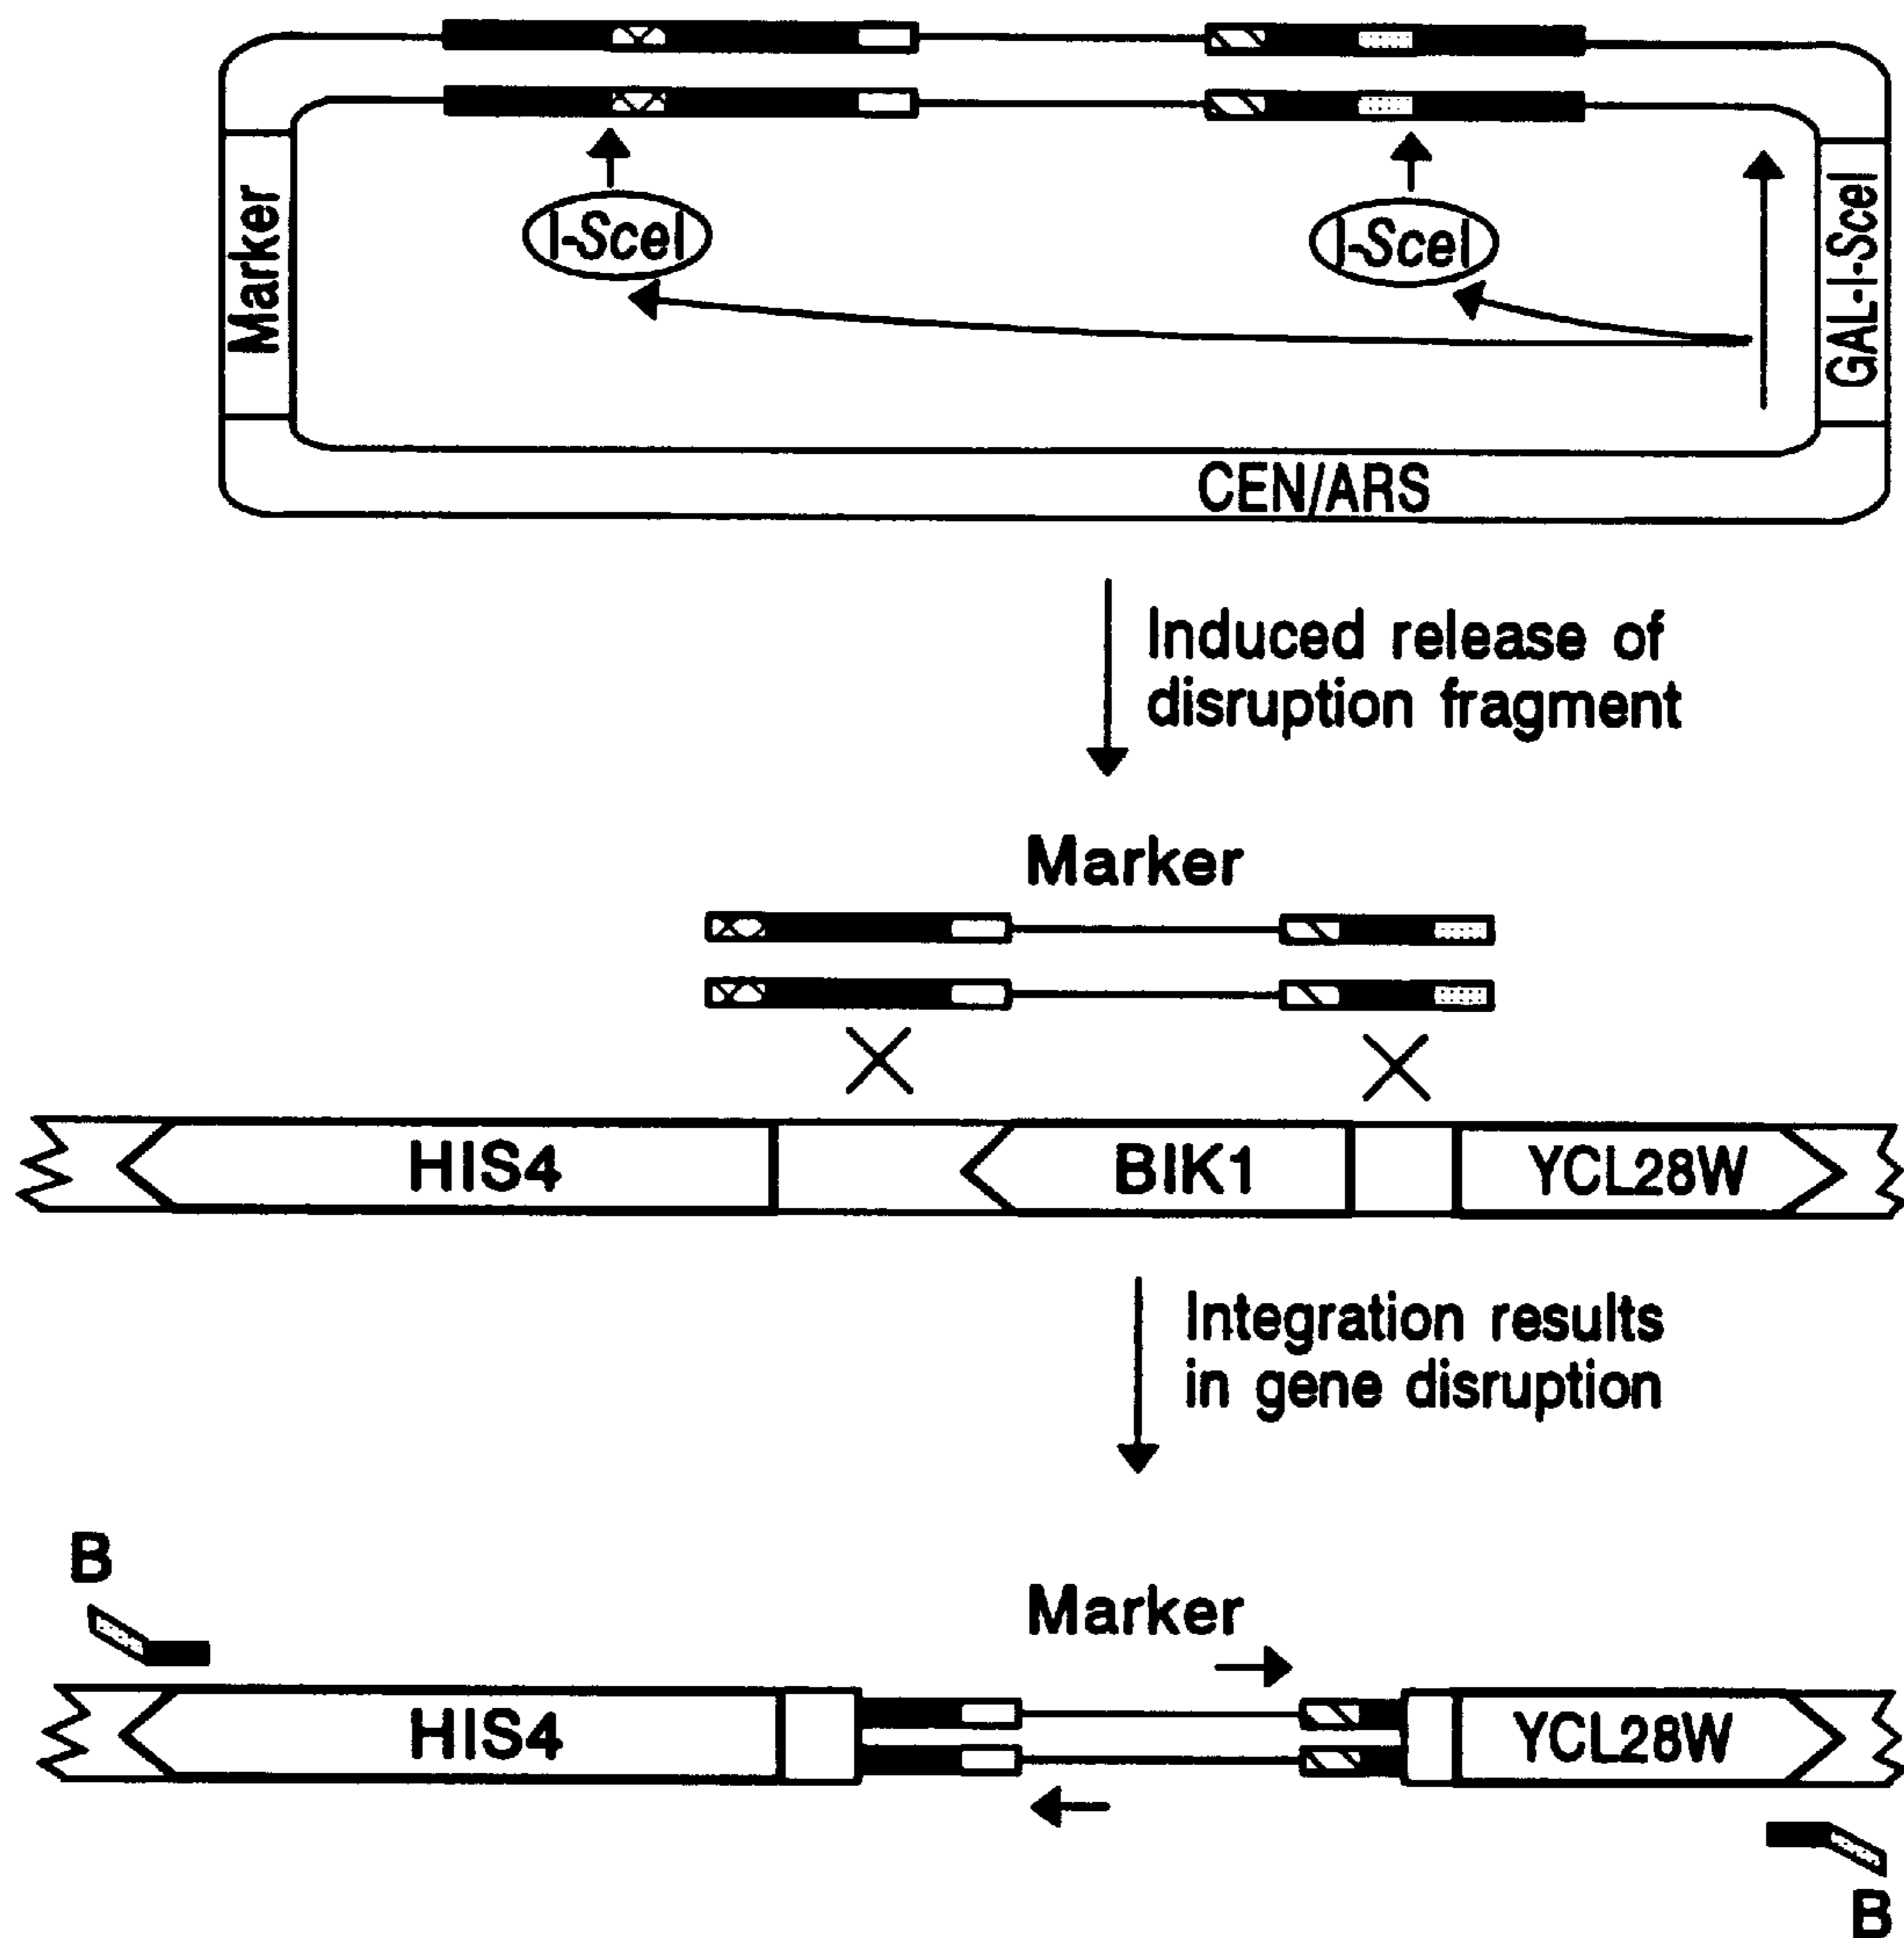 Marker
I-SceI
I-SceI
GAL-I-SceI
CEN/ARS
Induced release of
disruption fragment
Marker
HIS4
BIK1
YCL28W
Integration results
in gene disruption
B
Marker
HIS4
YCL28W
B